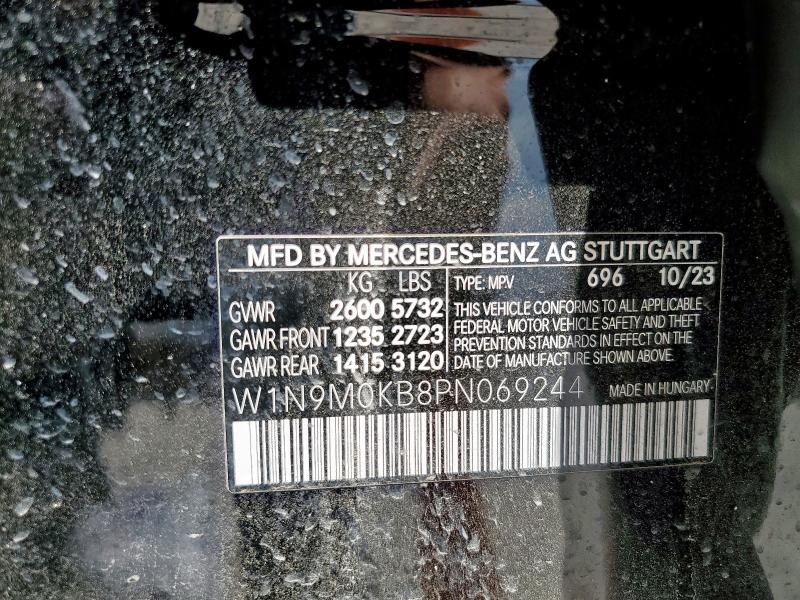 MFD BY MERCEDES-BENZ AG STUTTGART
KG LBS
GVWR 2600 5732
GAWR FRONT 1235 2723
GAWR REAR 1415 3120
TYPE: MPV 696 10/23
THIS VEHICLE CONFORMS TO ALL APPLICABLE
FEDERAL MOTOR VEHICLE SAFETY AND THEFT
PREVENTION STANDARDS IN EFFECT ON THE
DATE OF MANUFACTURE SHOWN ABOVE.
W1N9M0KB8PN069244 MADE IN HUNGARY